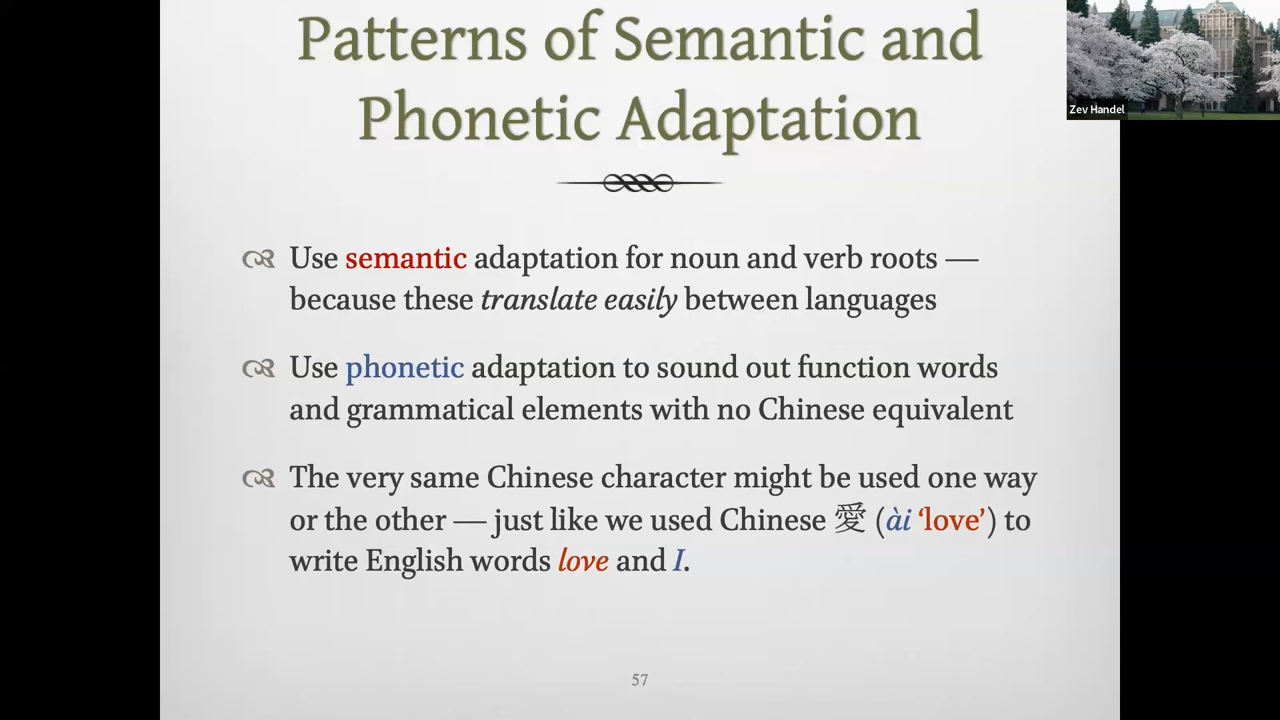 Patterns of Semantic and
Phonetic Adaptation
Zev Handel
Use semantic adaptation for noun and verb roots —
because these translate easily between languages
Use phonetic adaptation to sound out function words
and grammatical elements with no Chinese equivalent
The very same Chinese character might be used one way
or the other — just like we used Chinese 愛 (ài ‘love’) to
write English words love and I.
57